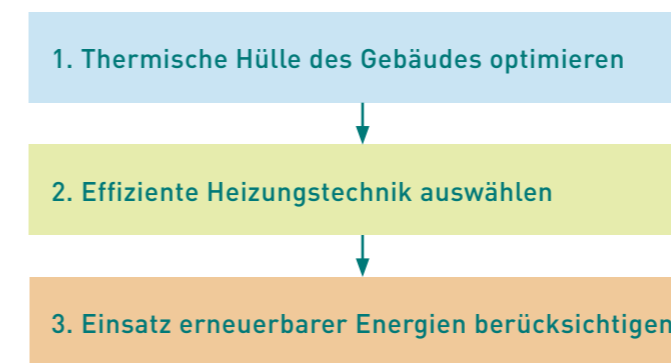 1. Thermische Hülle des Gebäudes optimieren
2. Effiziente Heizungstechnik auswählen
3. Einsatz erneuerbarer Energien berücksichtigen